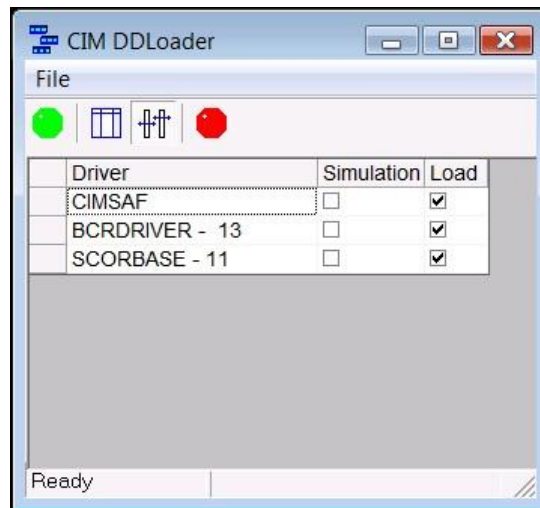 CIM DDLoader
File
Driver Simulation Load
CIMSAF
BCRDRIVER - 13
SCORBASE - 11
Ready